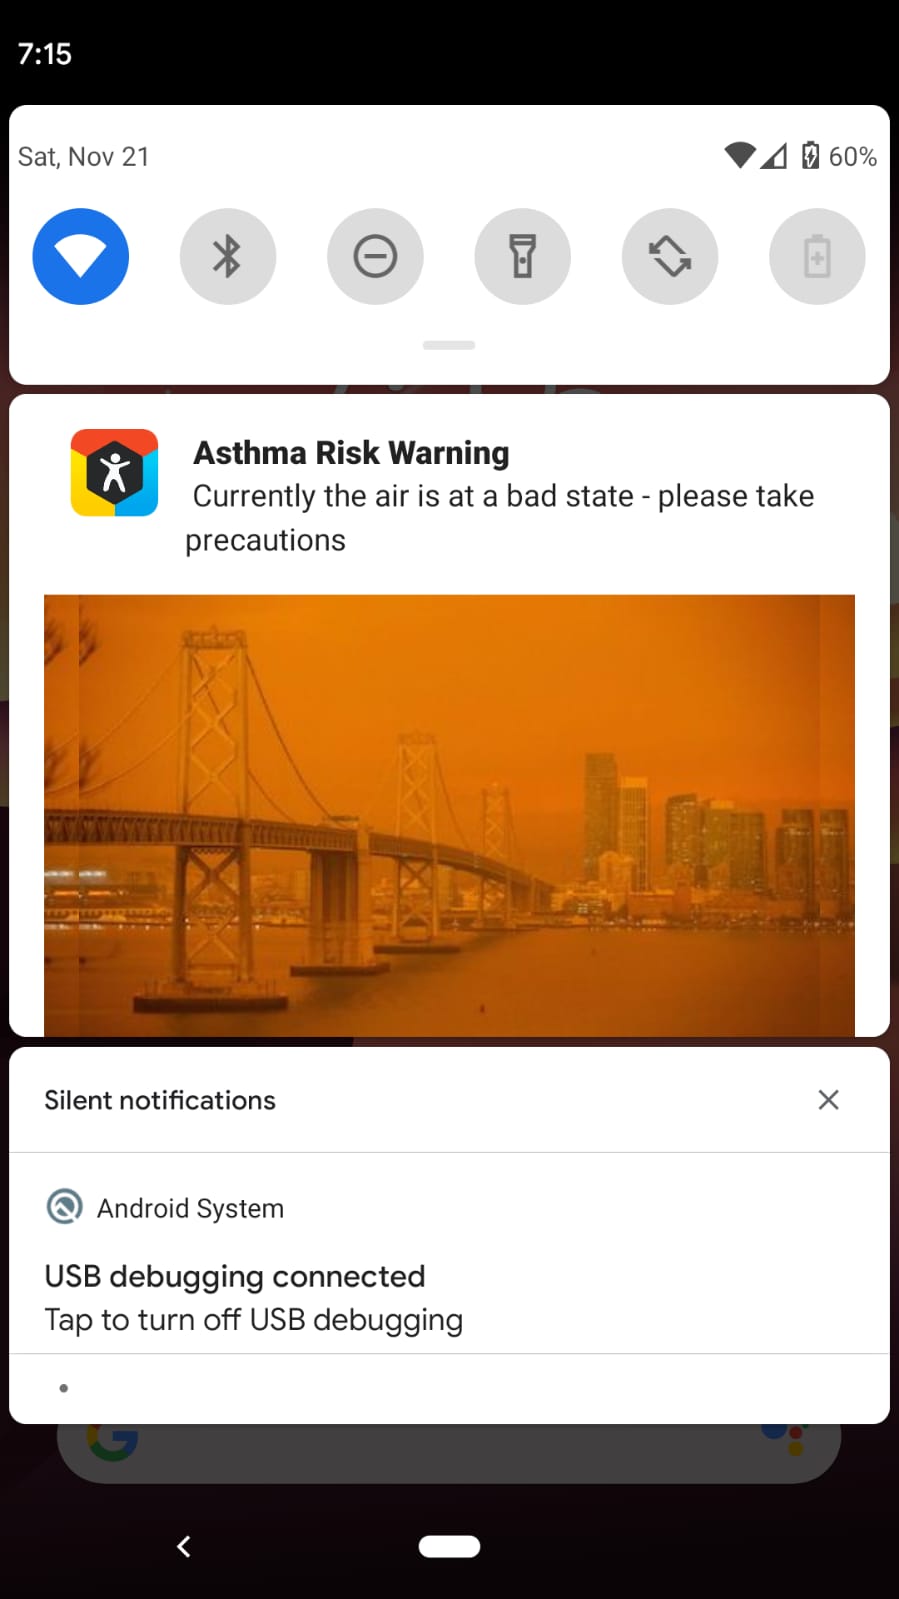 7:15
Sat, Nov 21
60%
Asthma Risk Warning
Currently the air is at a bad state - please take
precautions
Silent notifications
Android System
USB debugging connected
Tap to turn off USB debugging